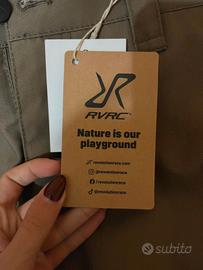 RVRC
Nature is our
playground
revolutionrace.com
@revolutionrace
/revolutionrace
@revolutionrace
subito